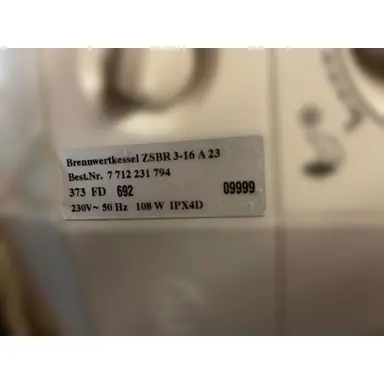 Brennwertkessel ZSBR 3-16 A 23
Best.Nr. 7 712 231 794
373 FD 692 09999
230V~ 50 Hz 108 W IPX4D